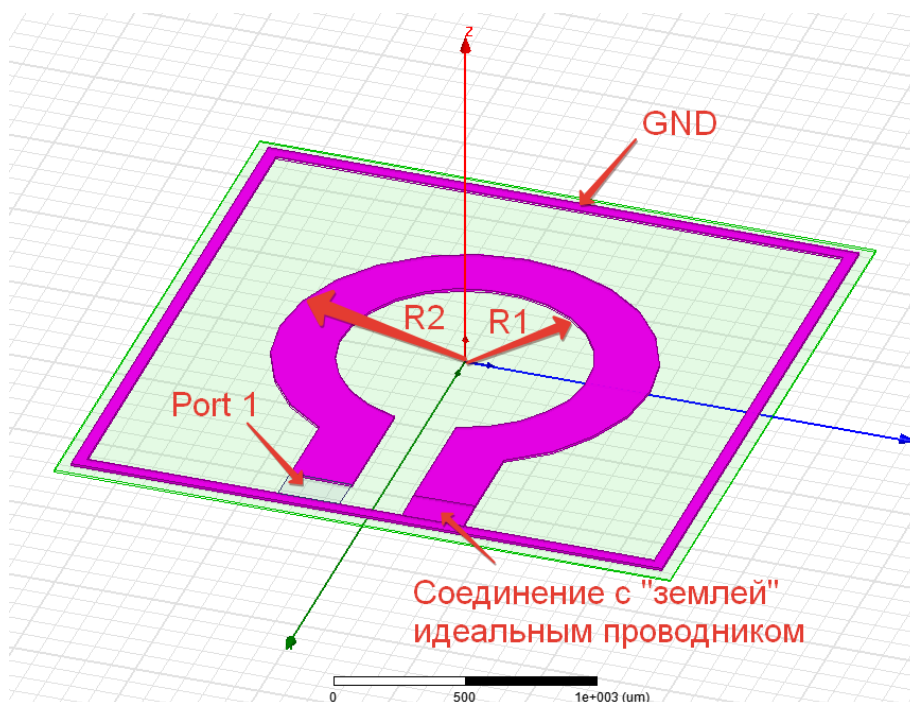 Z
GND
R2
R1
Port 1
Соединение с "землей"
идеальным проводником
0
500
1e+003 (um)